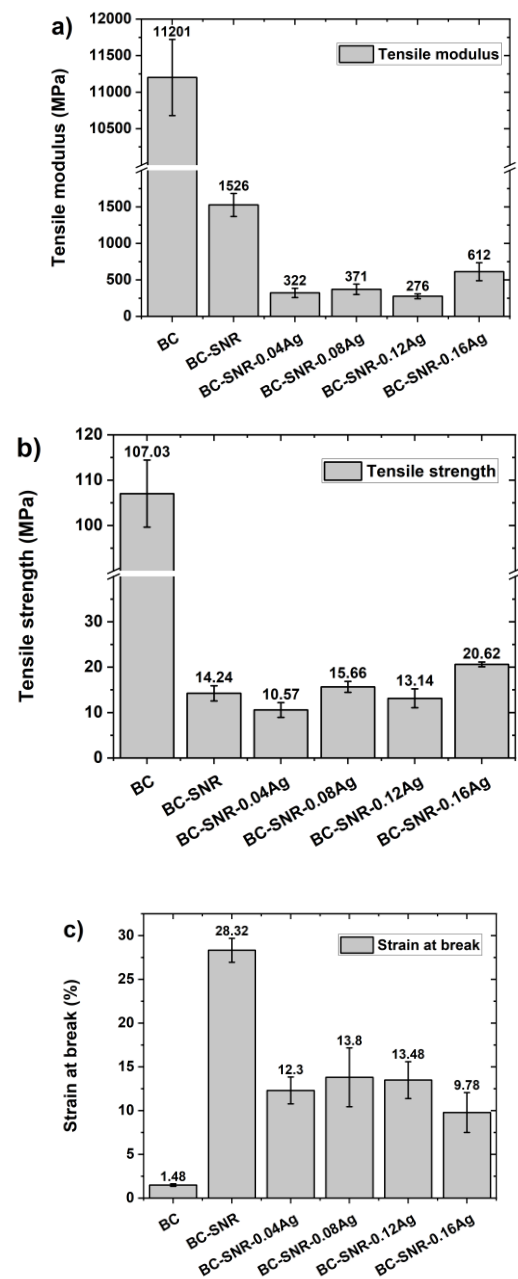 a)
Tensile modulus (MPa)
12000
11000
10500
1500
1000
500
0
11201
1526
322
371
276
612
Tensile modulus
BC
BC-SNR
BC-SNR-0.04Ag
BC-SNR-0.08Ag
BC-SNR-0.12Ag
BC-SNR-0.16Ag
b)
Tensile strength (MPa)
120
110
100
30
20
10
0
107.03
14.24
10.57
15.66
13.14
20.62
Tensile strength
BC
BC-SNR
BC-SNR-0.04Ag
BC-SNR-0.08Ag
BC-SNR-0.12Ag
BC-SNR-0.16Ag
c)
Strain at break (%)
30
25
20
15
10
5
0
1.48
28.32
12.3
13.8
13.48
9.78
Strain at break
BC
BC-SNR
BC-SNR-0.04Ag
BC-SNR-0.08Ag
BC-SNR-0.12Ag
BC-SNR-0.16Ag